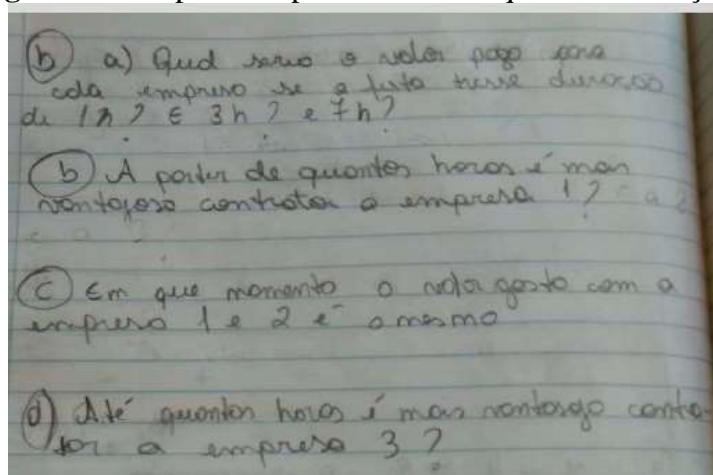 b) a) Qual seria o valor pago para
cada empresa se a festa tivesse duração
de 1h? E 3h? e 7h?
b) A partir de quantas horas é mais
vantajoso contratar a empresa 1?
c) Em que momento o valor gasto com a
empresa 1 e 2 é o mesmo
d) Até quantas horas é mais vantajoso contra-
tar a empresa 3?